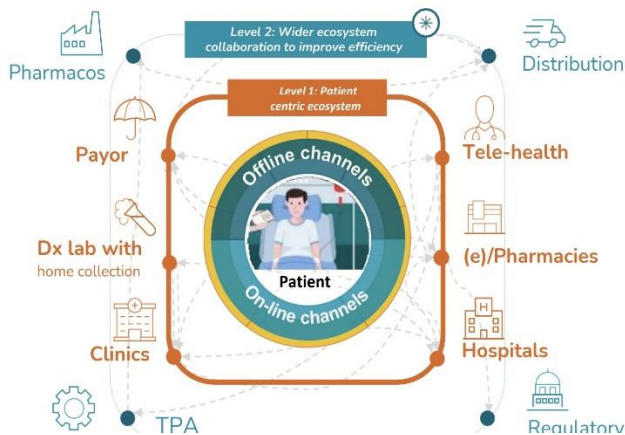 Level 2: Wider ecosystem
collaboration to improve efficiency
Pharmacos
Distribution
Level 1: Patient
centric ecosystem
Payor
Tele-health
Offline channels
Dx lab with
home collection
(e)/Pharmacies
Patient
On-line channels
Clinics
H
Hospitals
TPA
Regulatory